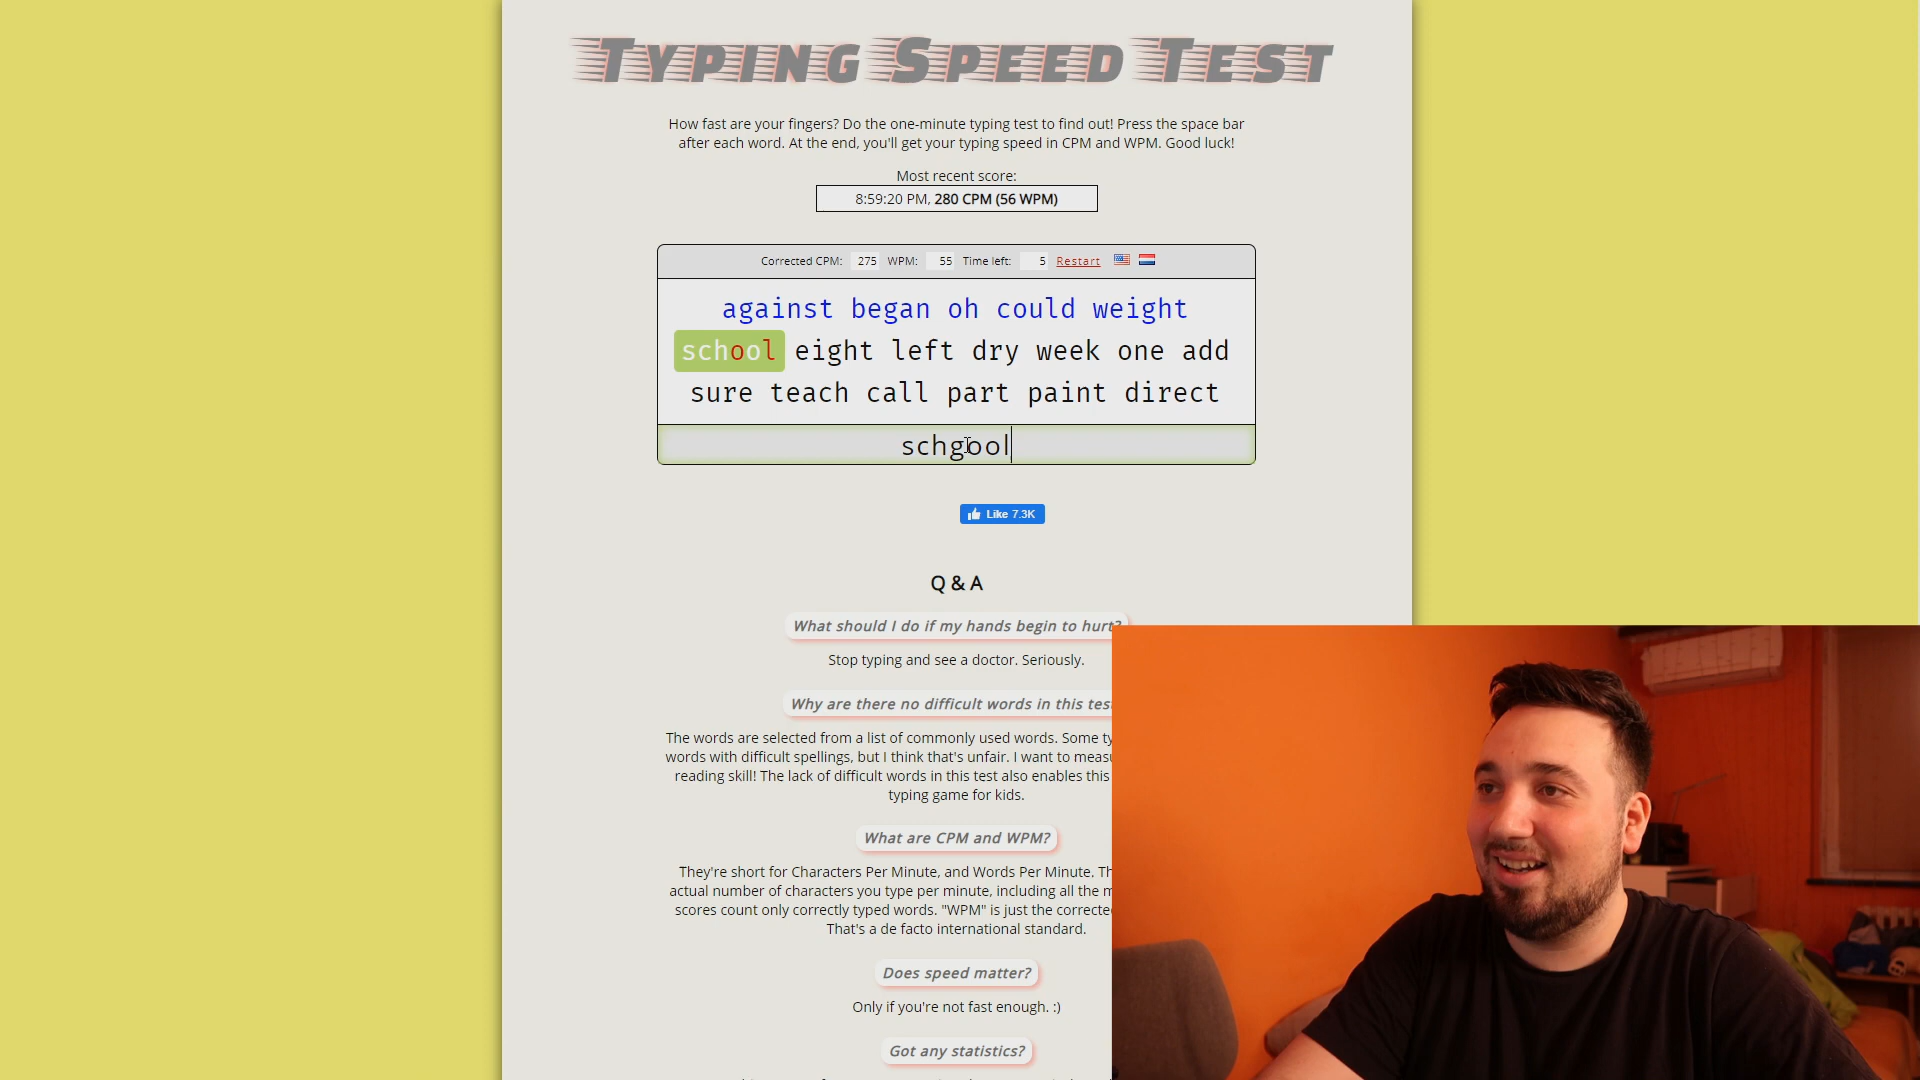 Typing Speed Test
How fast are your fingers? Do the one-minute typing test to find out! Press the space bar
after each word. At the end, you'll get your typing speed in CPM and WPM. Good luck!
Most recent score:
8:59:20 PM, 280 CPM (56 WPM)
Corrected CPM: 275 WPM: 55 Time left: 5 Restart
against began oh could weight
school eight left dry week one add
sure teach call part paint direct
schgool
Like 7.3K
Q & A
What should I do if my hands begin to hurt?
Stop typing and see a doctor. Seriously.
Why are there no difficult words in this test
The words are selected from a list of commonly used words. Some
words with difficult spellings, but I think that's unfair. I want to
reading skill! The lack of difficult words in this test also enables this
typing game for kids.
What are CPM and WPM?
They're short for Characters Per Minute, and Words Per Minute.
actual number of characters you type per minute, including all the
scores count only correctly typed words. "WPM" is just the
That's a de facto international standard.
Does speed matter?
Only if you're not fast enough. :)
Got any statistics?